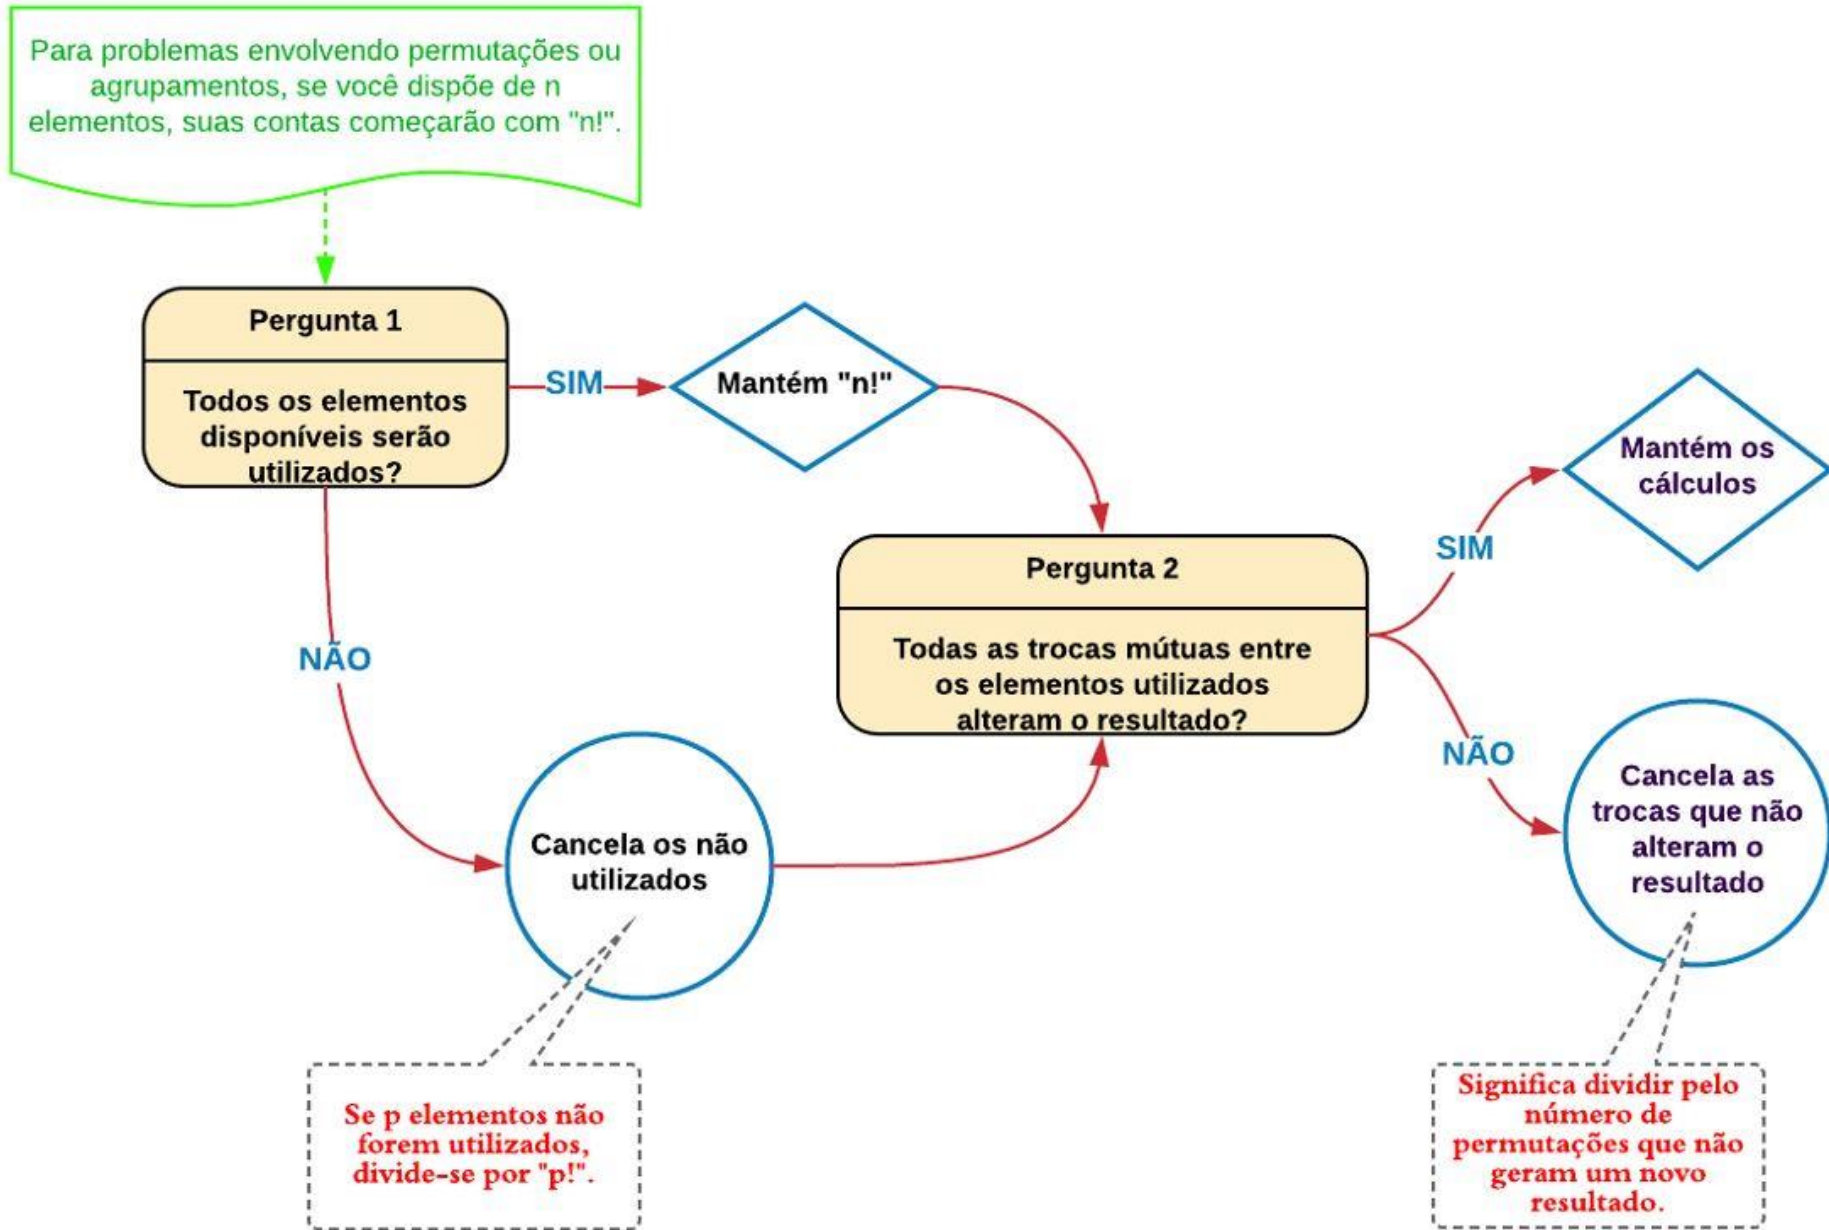 Para problemas envolvendo permutações ou
agrupamentos, se você dispõe de n
elementos, suas contas começarão com "n!".
Pergunta 1
Todos os elementos
disponíveis serão
utilizados?
SIM
Mantém "n!"
NÃO
Cancela os não
utilizados
Se p elementos não
forem utilizados,
divide-se por "p!".
Pergunta 2
Todas as trocas mútuas entre
os elementos utilizados
alteram o resultado?
SIM
Mantém os
cálculos
NÃO
Cancela as
trocas que não
alteram o
resultado
Significa dividir pelo
número de
permutações que não
geram um novo
resultado.